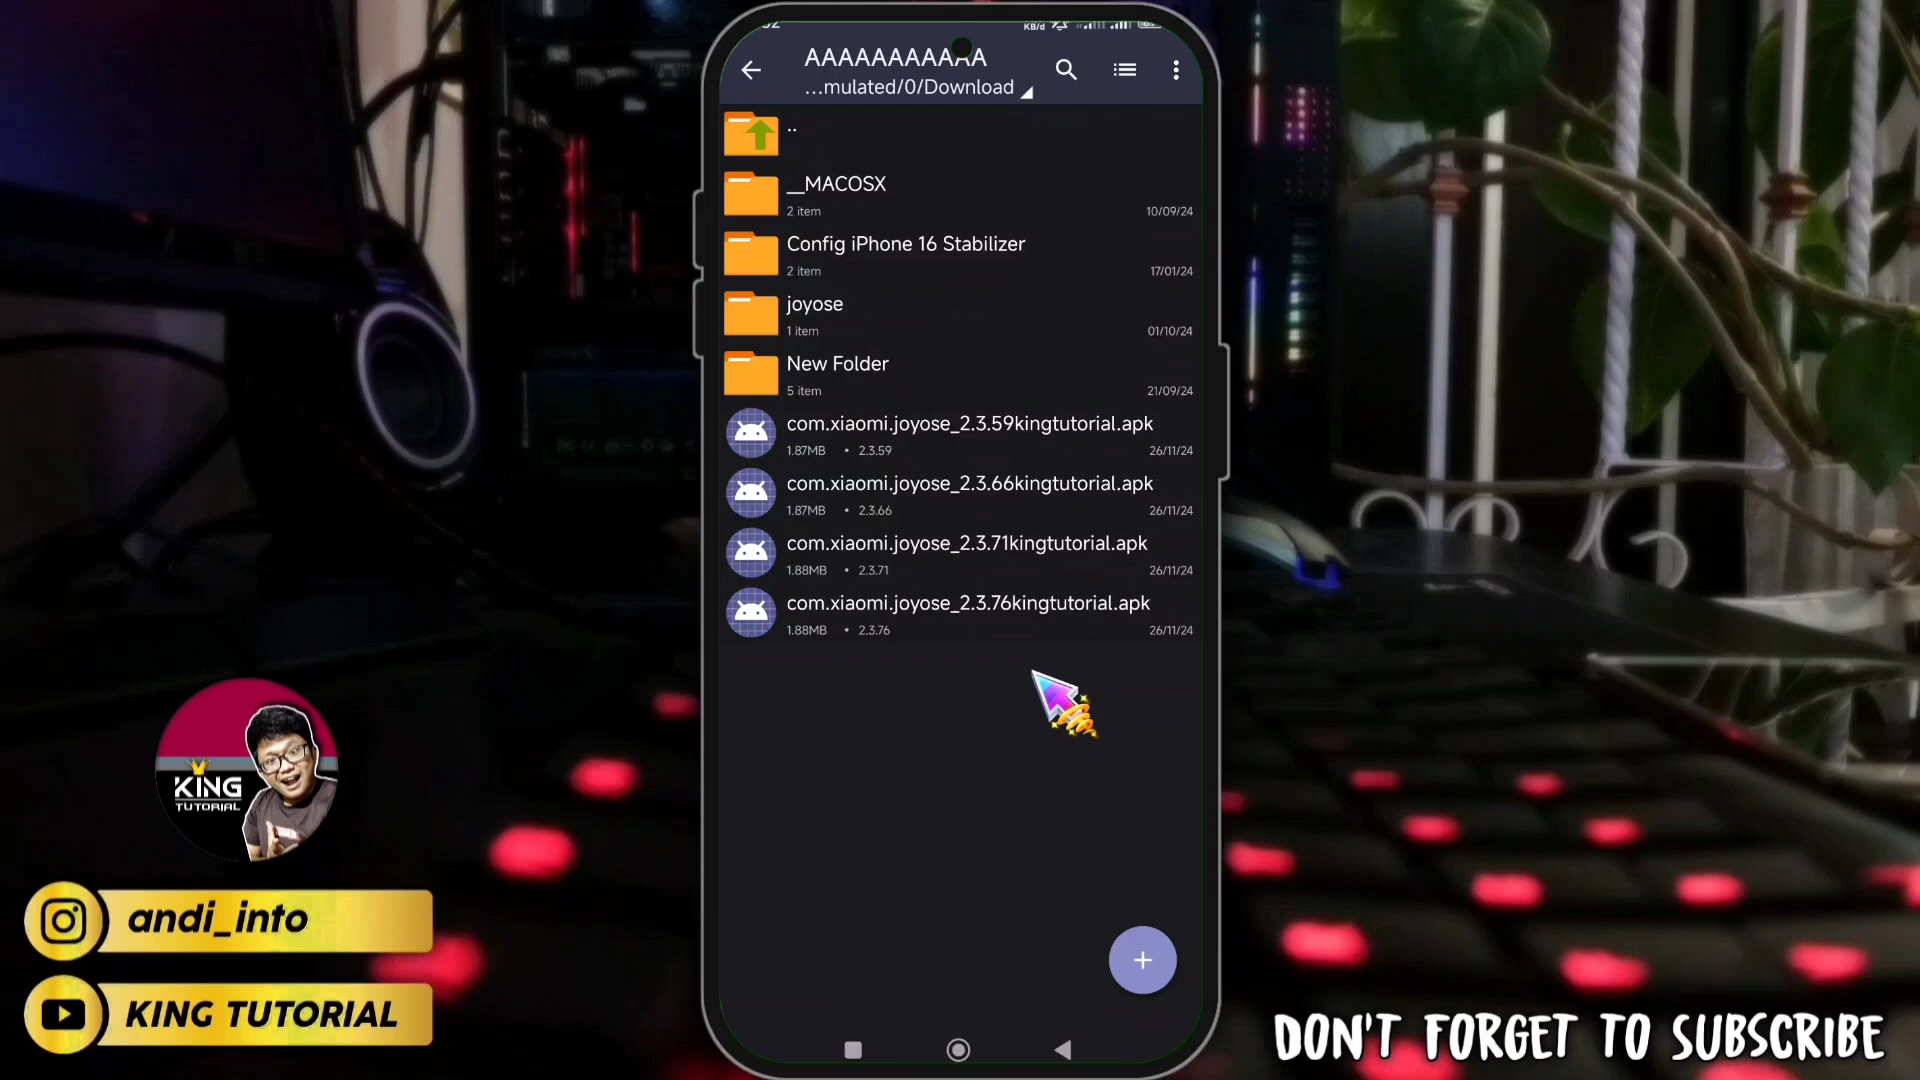 KB/d
AAAAAAAAAAA
...mulated/0/Download
..
__MACOSX
2 item
10/09/24
Config iPhone 16 Stabilizer
2 item
17/01/24
joyose
1 item
01/10/24
New Folder
5 item
21/09/24
com.xiaomi.joyose_2.3.59kingtutorial.apk
1.87MB • 2.3.59
26/11/24
com.xiaomi.joyose_2.3.66kingtutorial.apk
1.87MB • 2.3.66
26/11/24
com.xiaomi.joyose_2.3.71kingtutorial.apk
1.88MB • 2.3.71
26/11/24
com.xiaomi.joyose_2.3.76kingtutorial.apk
1.88MB • 2.3.76
26/11/24
KING
TUTORIAL
andi_info
KING TUTORIAL
DON'T FORGET TO SUBSCRIBE